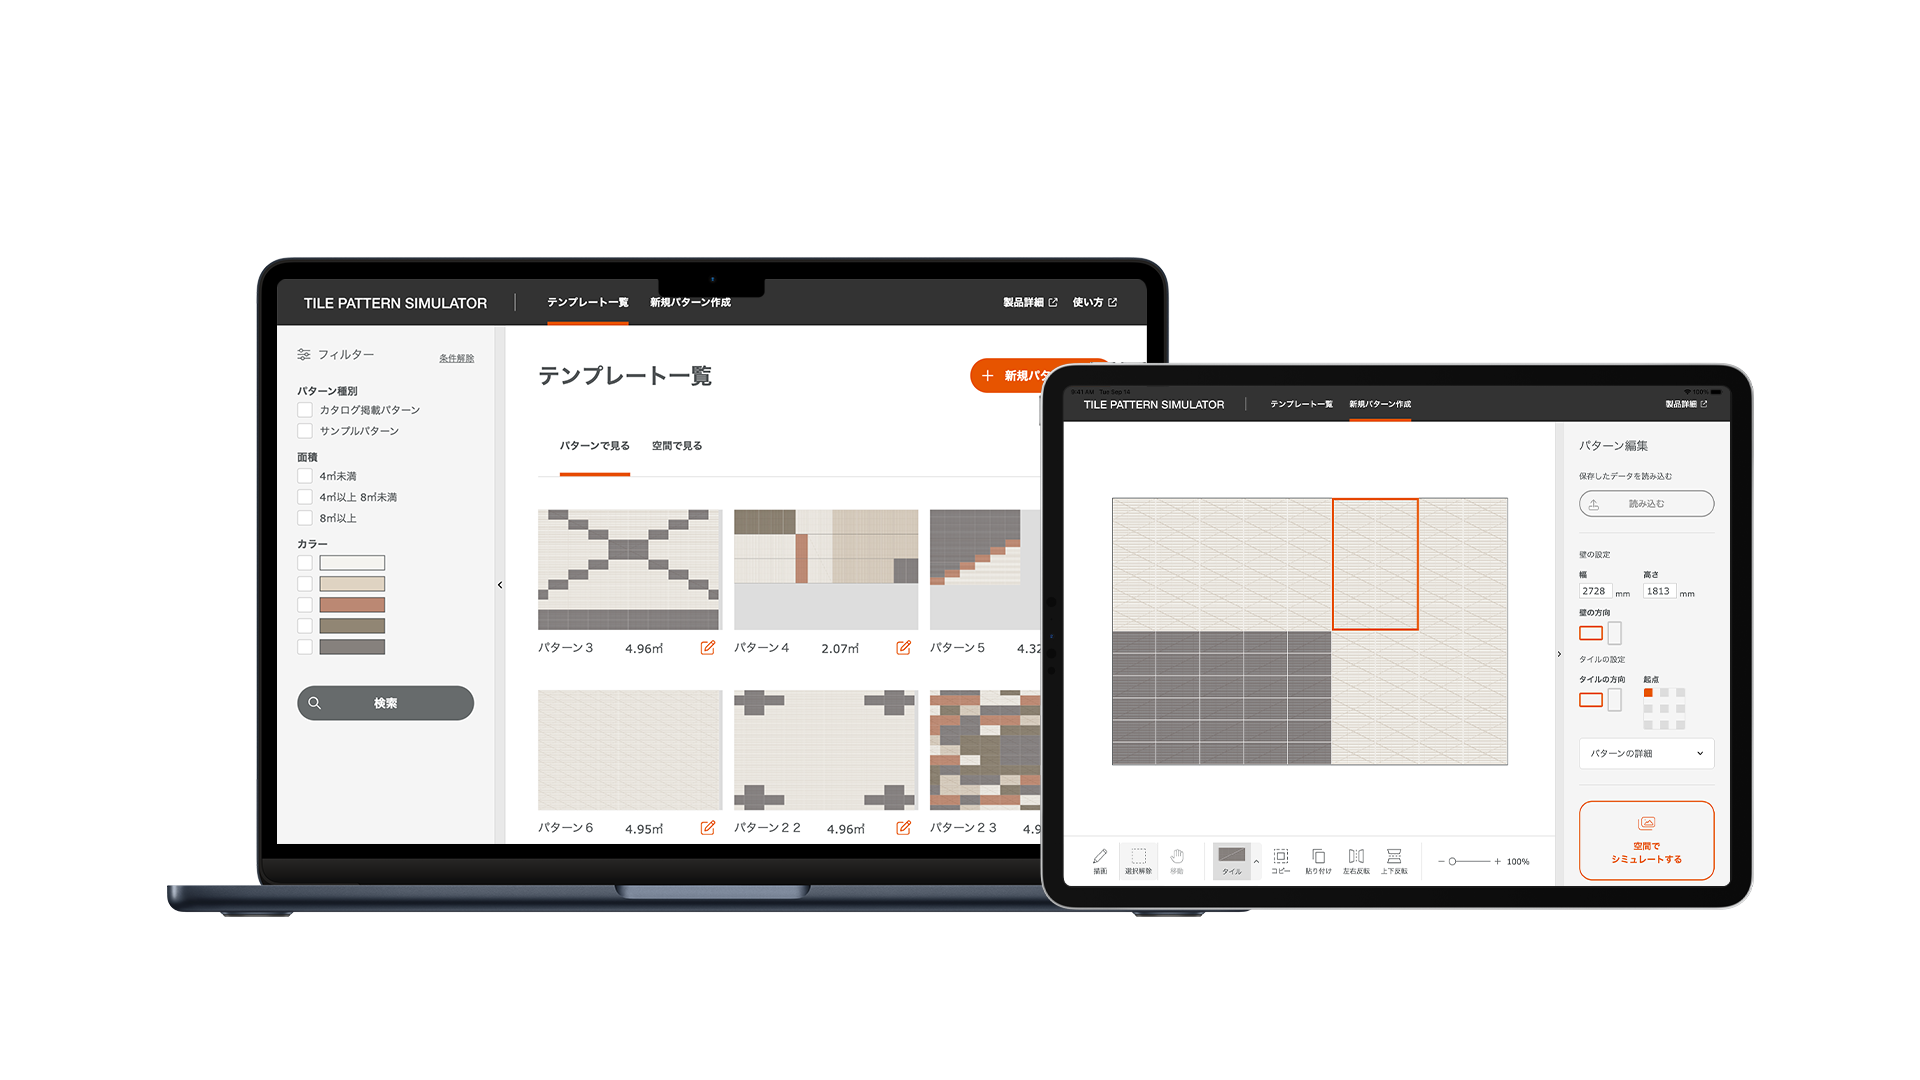 TILE PATTERN SIMULATOR
テンプレート一覧
新規パターン作成
製品詳細
使い方
フィルター
条件解除
パターン種別
カタログ掲載パターン
サンプルパターン
面積
4㎡未満
4㎡以上 8㎡未満
8㎡以上
カラー
検索
テンプレート一覧
+ 新規パタ
パターンで見る
空間で見る
パターン3 4.96㎡
パターン4 2.07㎡
パターン5 4.32
パターン6 4.95㎡
パターン22 4.96㎡
パターン23 4.9
9:41 AM Tue Sep 14
100%
TILE PATTERN SIMULATOR
テンプレート一覧
新規パターン作成
製品詳細
パターン編集
保存したデータを読み込む
読み込む
壁の設定
幅 高さ
2728 mm 1813 mm
壁の方向
タイルの設定
タイルの方向 起点
パターンの詳細
空間で
シミュレートする
描画
選択解除
移動
タイル
コピー
貼り付け
左右反転
上下反転
100%